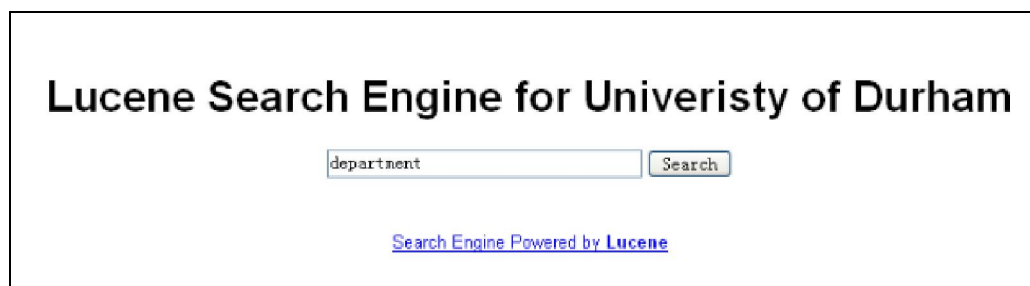 Lucene Search Engine for Univeristy of Durham
department Search
Search Engine Powered by Lucene